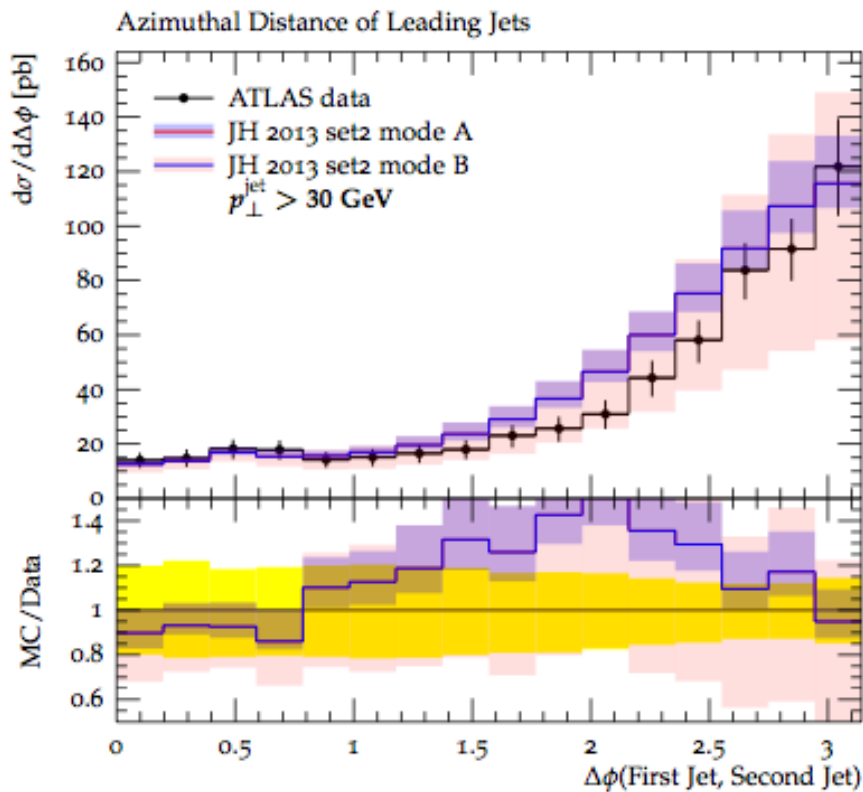 Azimuthal Distance of Leading Jets
dσ/dΔϕ [pb]
160
140
120
100
80
60
40
20
0
ATLAS data
JH 2013 set2 mode A
JH 2013 set2 mode B
p⊥^jet > 30 GeV
MC/Data
1.4
1.2
1
0.8
0.6
0 0.5 1 1.5 2 2.5 3
Δϕ(First Jet, Second Jet)